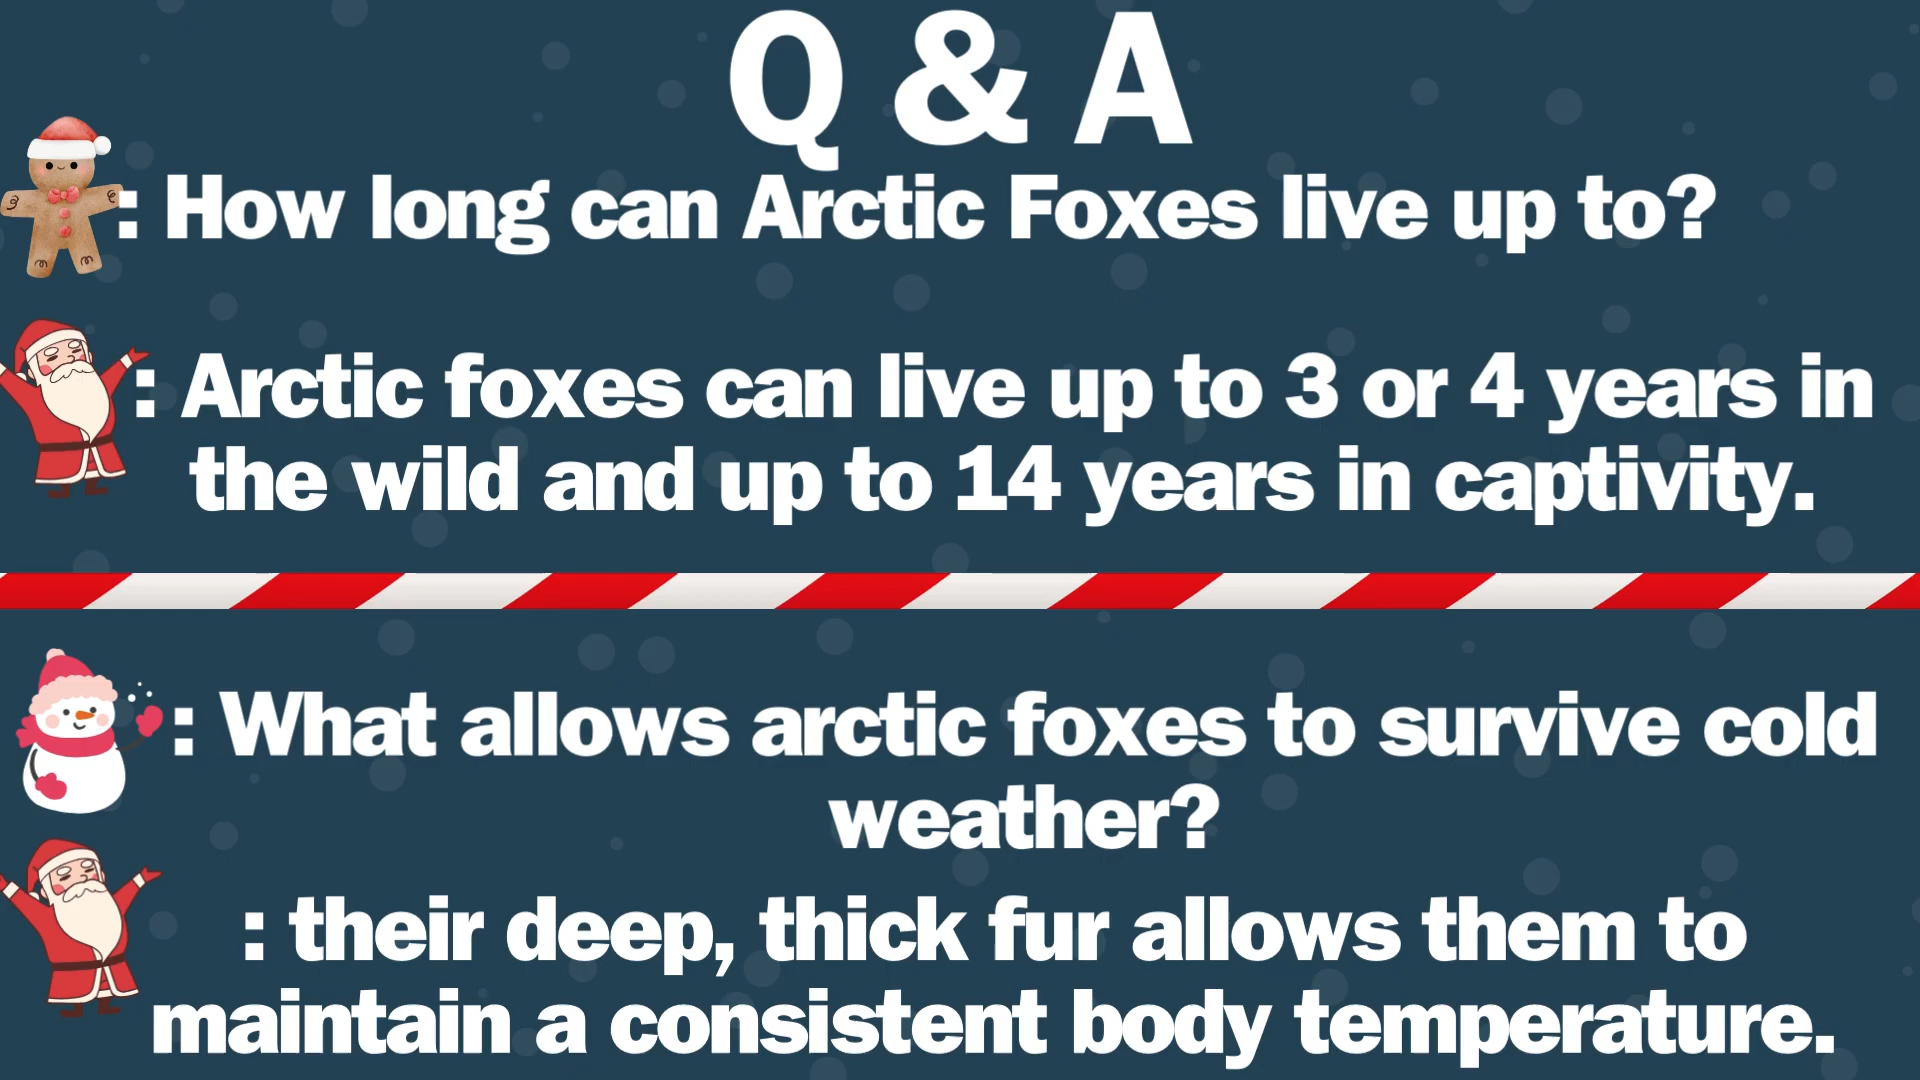 Q & A
: How long can Arctic Foxes live up to?
: Arctic foxes can live up to 3 or 4 years in
the wild and up to 14 years in captivity.
: What allows arctic foxes to survive cold
weather?
: their deep, thick fur allows them to
maintain a consistent body temperature.